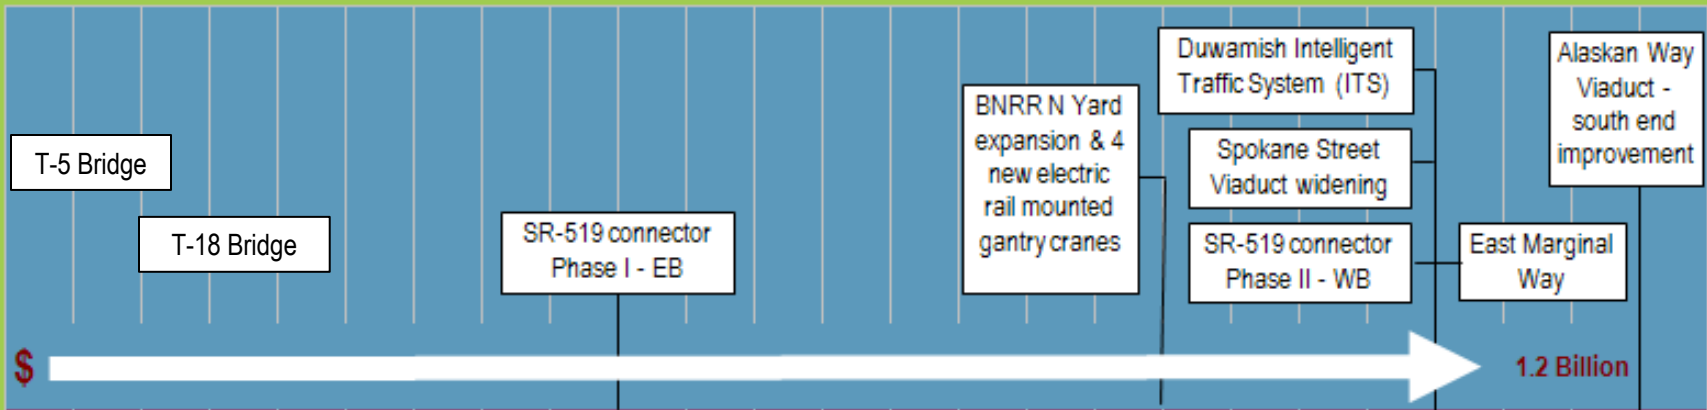 T-5 Bridge
T-18 Bridge
SR-519 connector
Phase I - EB
BNRR N Yard
expansion & 4
new electric
rail mounted
gantry cranes
Duwamish Intelligent
Traffic System (ITS)
Spokane Street
Viaduct widening
SR-519 connector
Phase II - WB
East Marginal
Way
Alaskan Way
Viaduct -
south end
improvement
$
1.2 Billion